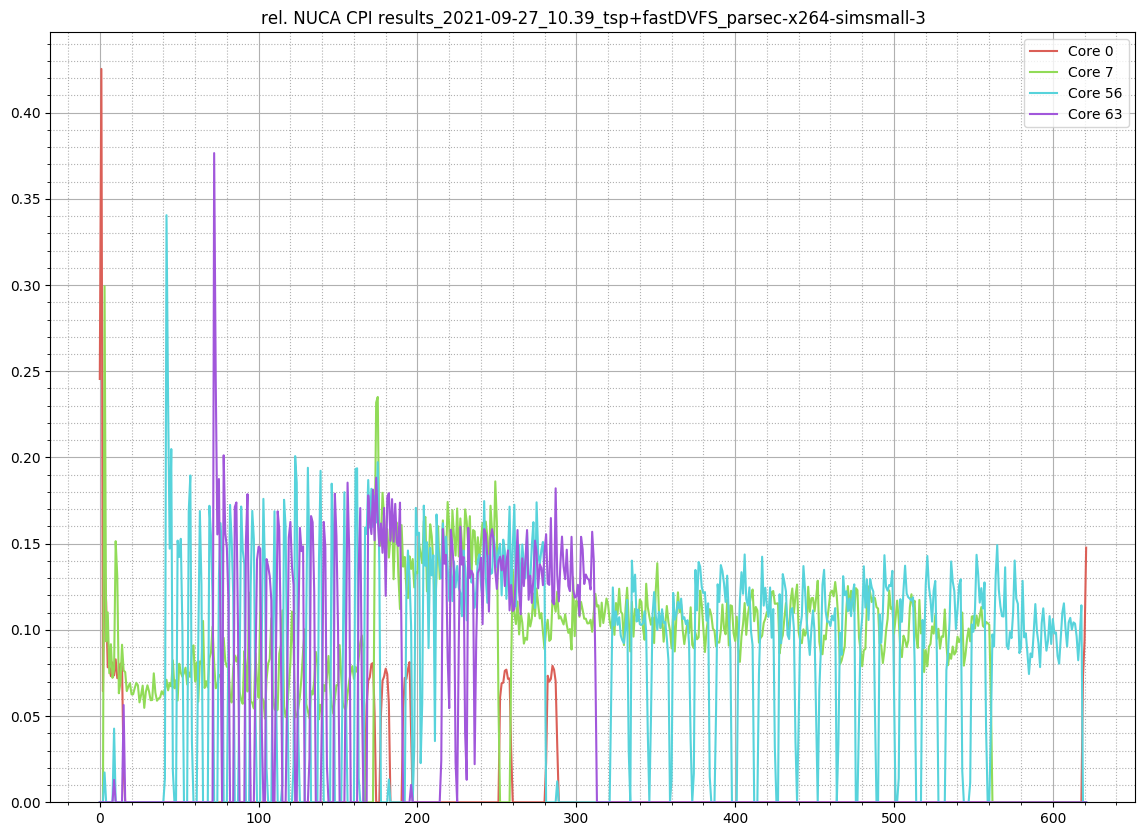 rel. NUCA CPI results_2021-09-27_10.39_tsp+fastDVFS_parsec-x264-simsmall-3
Core 0
Core 7
Core 56
Core 63
0.40
0.35
0.30
0.25
0.20
0.15
0.10
0.05
0.00
0 100 200 300 400 500 600